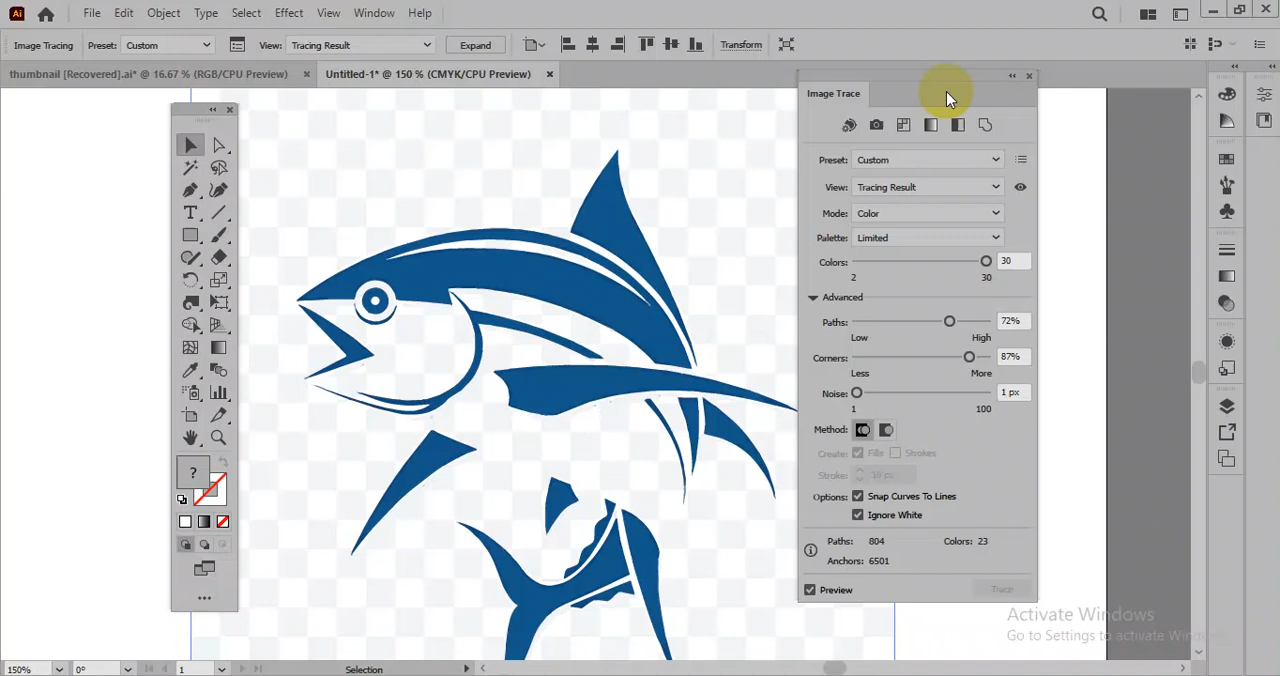 Ai File Edit Object Type Select Effect View Window Help
Image Tracing Preset: Custom View: Tracing Result Expand Transform
thumbnail [Recovered].ai* @ 16.67 % (RGB/CPU Preview) × Untitled-1* @ 150 % (CMYK/CPU Preview) ×
Image Trace
Preset: Custom
View: Tracing Result
Mode: Color
Palette: Limited
Colors: 30
2 30
Advanced
Paths: 72%
Low High
Corners: 87%
Less More
Noise: 1 px
1 100
Method:
Create: Fills Strokes
Stroke: 10 px
Options: Snap Curves To Lines
Ignore White
Paths: 804 Colors: 23
Anchors: 6501
Preview Trace
?
Activate Windows
Go to Settings to activate
150% 0° 1 Selection